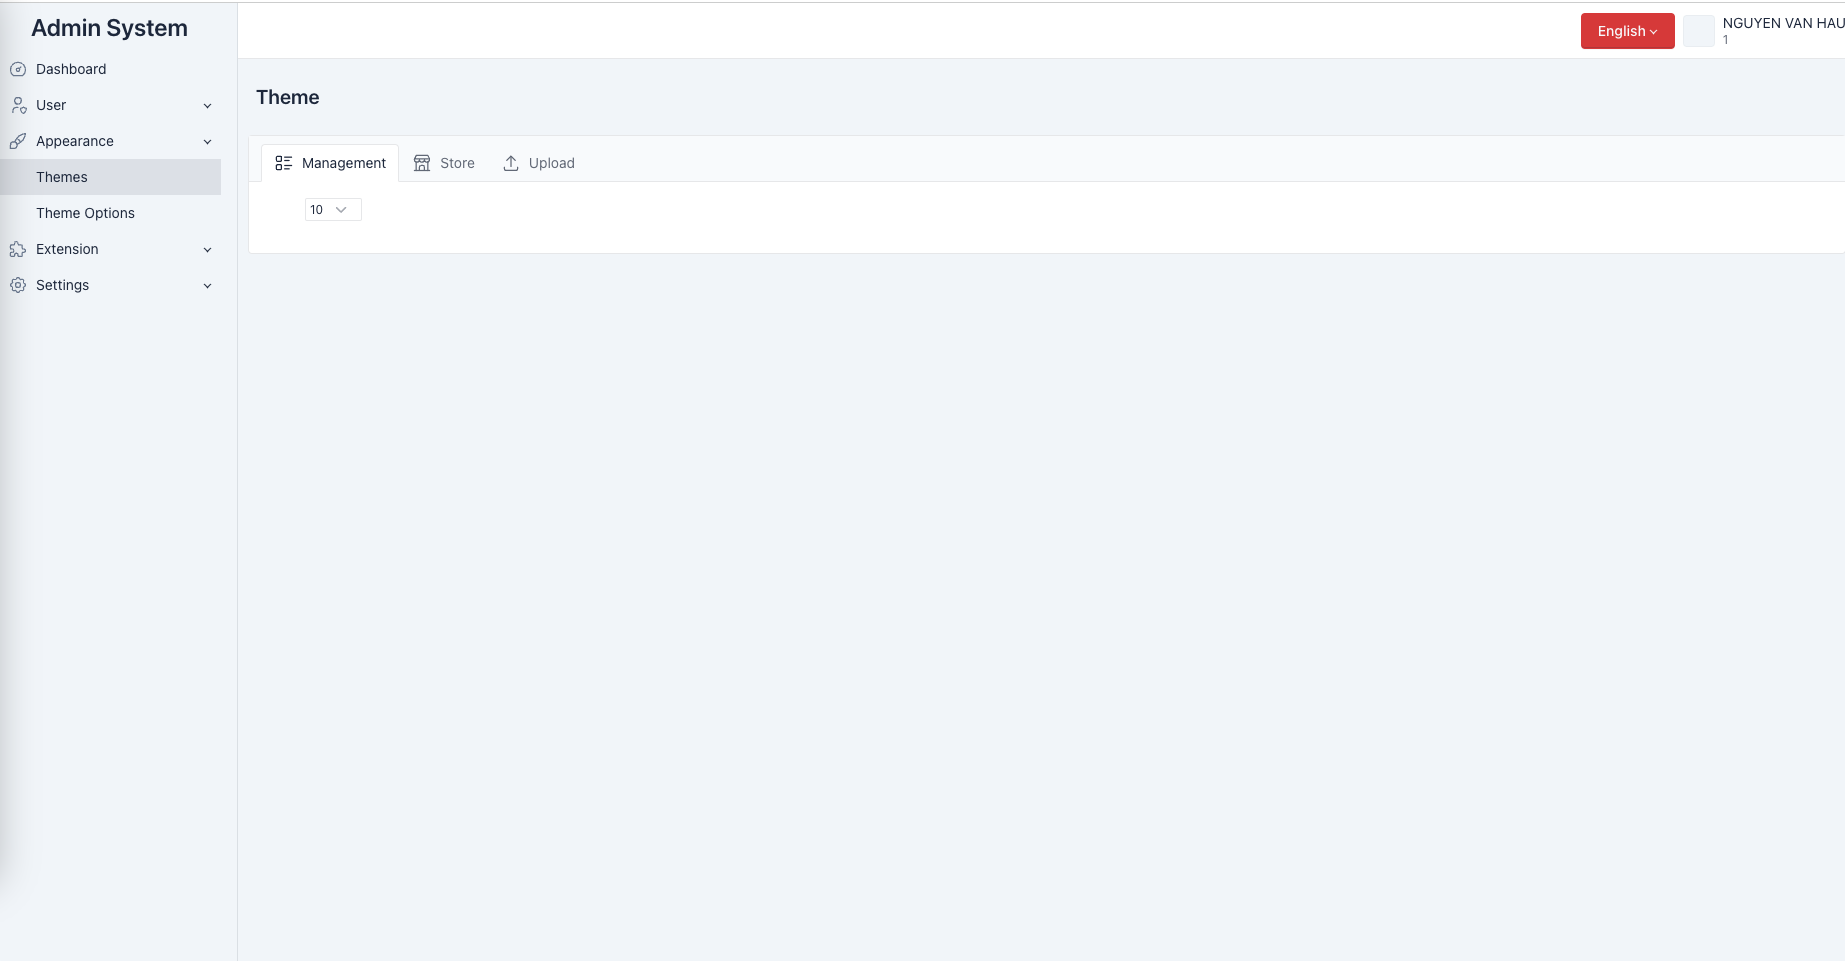 Admin System
Dashboard
User
Appearance
Themes
Theme Options
Extension
Settings
English
NGUYEN VAN HAU
1
Theme
Management
Store
Upload
10